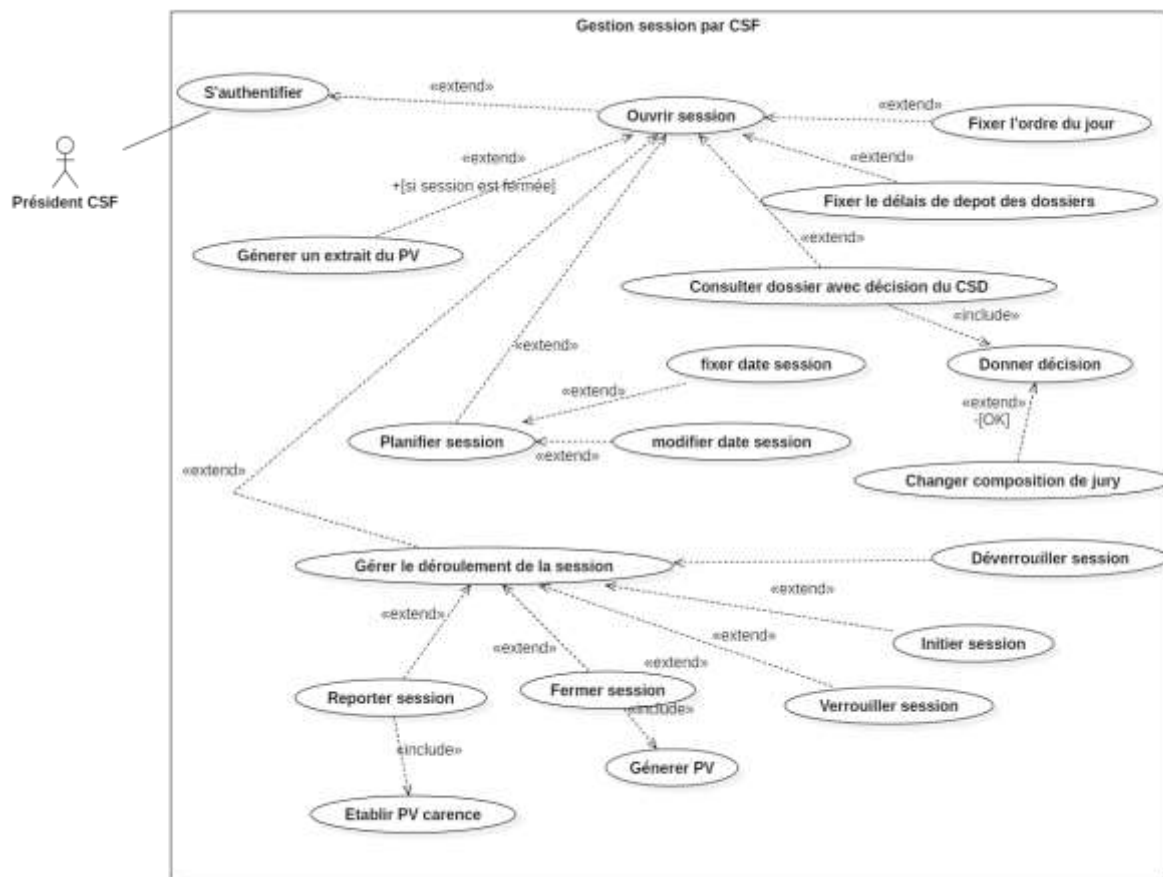 Gestion session par CSF
S'authentifier
«extend»
Ouvrir session
«extend»
Fixer l'ordre du jour
Président CSF
«extend»
+[si session est fermée]
«extend»
Fixer le délais de depot des dossiers
Génerer un extrait du PV
«extend»
Consulter dossier avec décision du CSD
«include»
«extend»
fixer date session
Donner décision
«extend»
«extend»
-[OK]
Planifier session
modifier date session
«extend»
«extend»
Changer composition de jury
Gérer le déroulement de la session
Déverrouiller session
«extend»
«extend»
«extend»
Initier session
«extend»
«extend»
Reporter session
Fermer session
Verrouiller session
«include»
«include»
Génerer PV
Etablir PV carence